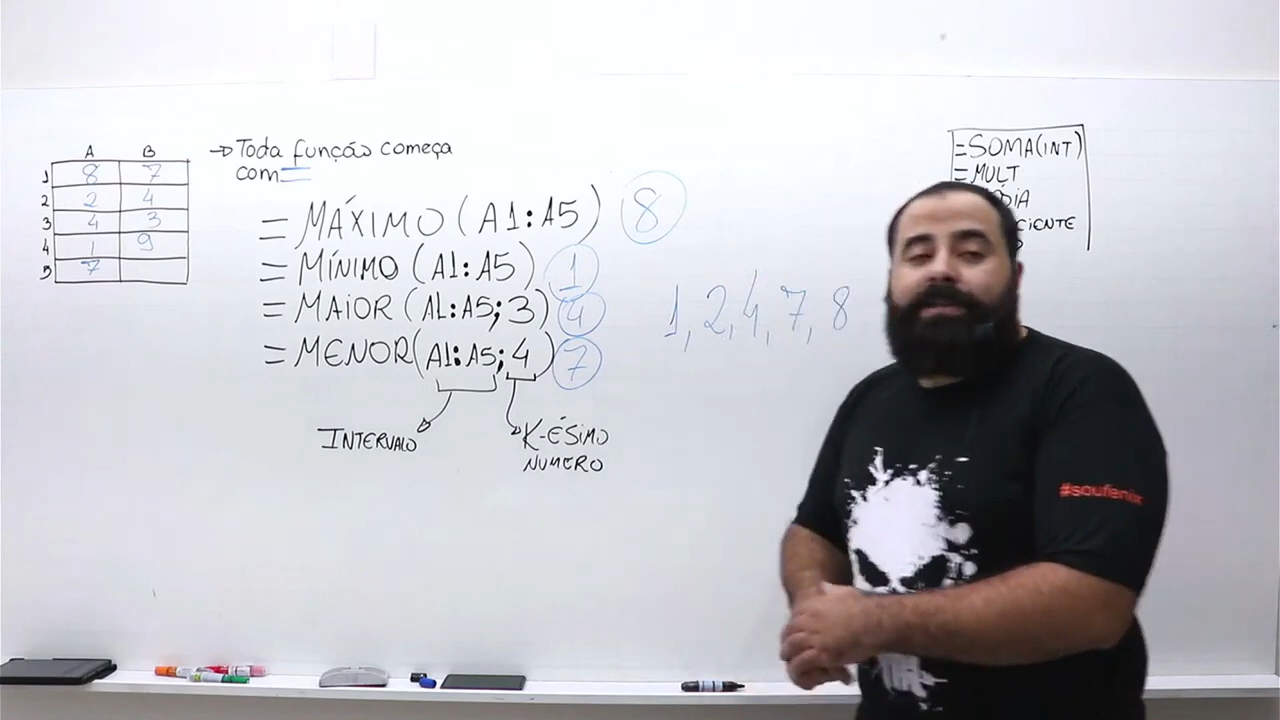 A B
1 8 7
2 2 4
3 4 3
4 1 9
5 7
→ Toda função começa
com =
= MÁXIMO (A1:A5) 8
= MÍNIMO (A1:A5) 1
= MAIOR (A1:A5;3) 4
= MENOR(A1:A5;4) 7
INTERVALO
K-ÉSIMO
NUMERO
1, 2, 4, 7, 8
=SOMA(INT)
=MULT
DIA
CIENTE
#soufenix